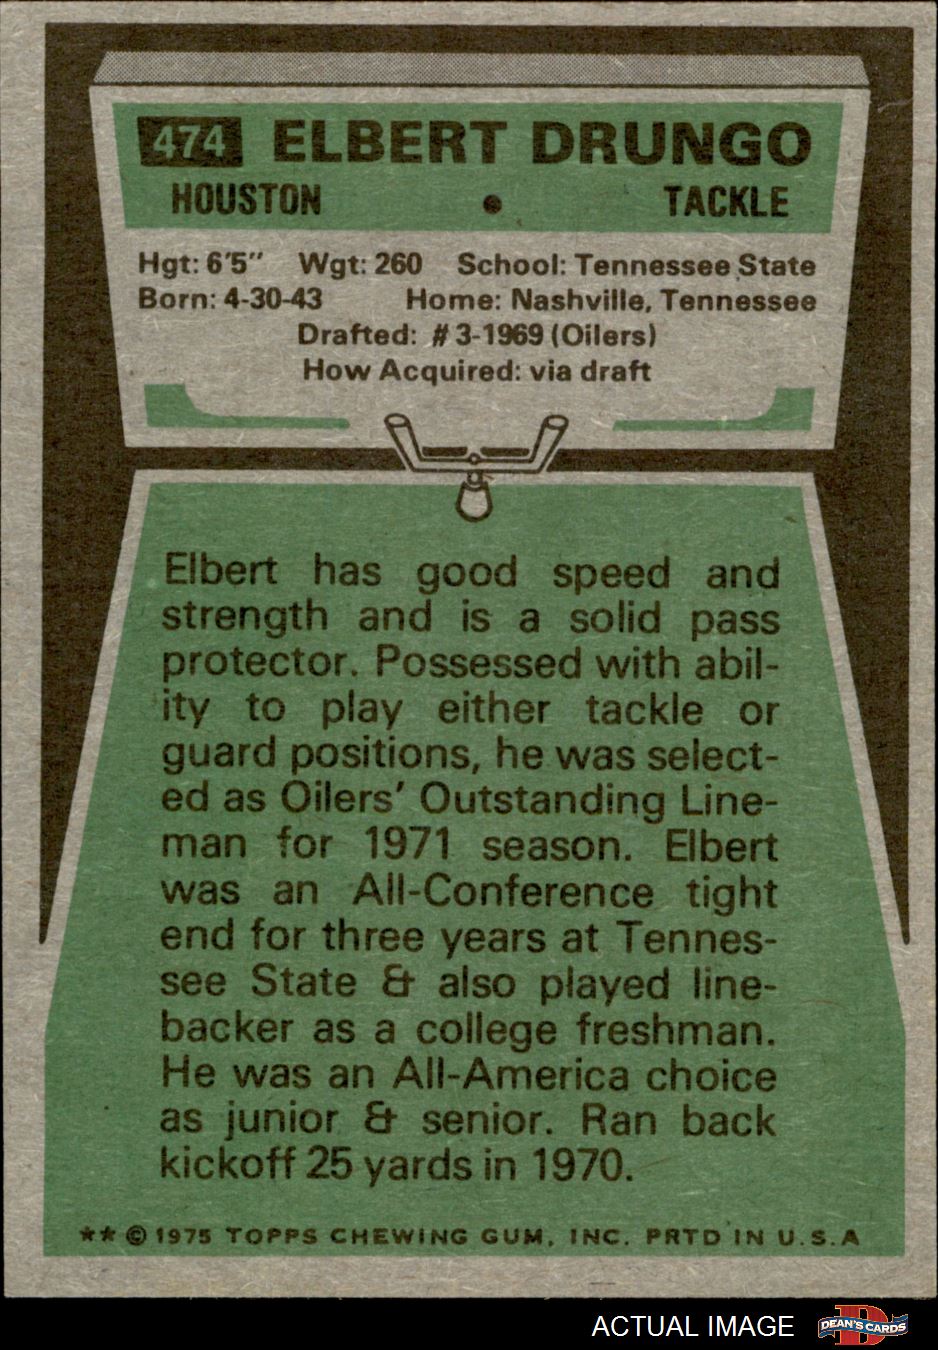 474 ELBERT DRUNGO
HOUSTON • TACKLE
Hgt: 6'5" Wgt: 260 School: Tennessee State
Born: 4-30-43 Home: Nashville, Tennessee
Drafted: #3-1969 (Oilers)
How Acquired: via draft
Elbert has good speed and
strength and is a solid pass
protector. Possessed with abil-
ity to play either tackle or
guard positions, he was select-
ed as Oilers' Outstanding Line-
man for 1971 season. Elbert
was an All-Conference tight
end for three years at Tennes-
see State & also played line-
backer as a college freshman.
He was an All-America choice
as junior & senior. Ran back
kickoff 25 yards in 1970.
** © 1975 TOPPS CHEWING GUM, INC. PRTD IN U.S.A
ACTUAL IMAGE
D
DEAN'S CARDS